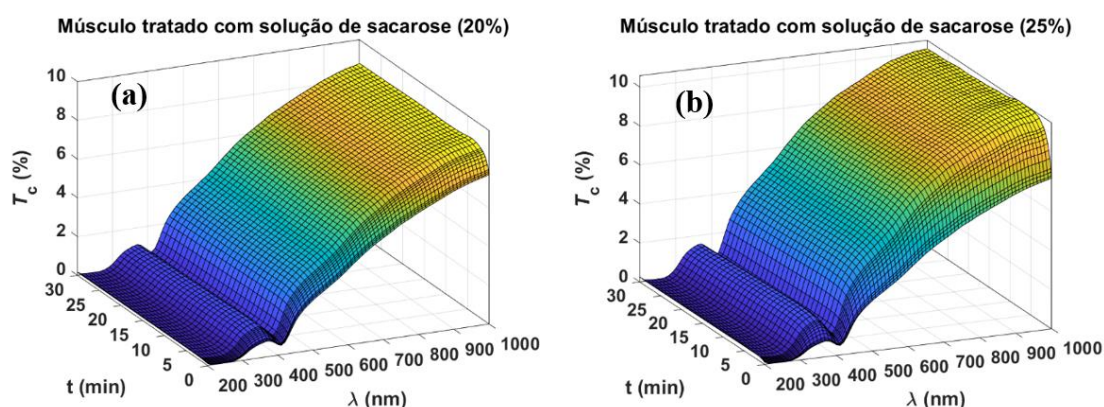 Músculo tratado com solução de sacarose (20%)
(a)
10
8
6
4
2
0
T_c (%)
30
25
20
15
10
5
0
t (min)
200 300 400 500 600 700 800 900 1000
λ (nm)
Músculo tratado com solução de sacarose (25%)
(b)
10
8
6
4
2
0
T_c (%)
30
25
20
15
10
5
0
t (min)
200 300 400 500 600 700 800 900 1000
λ (nm)